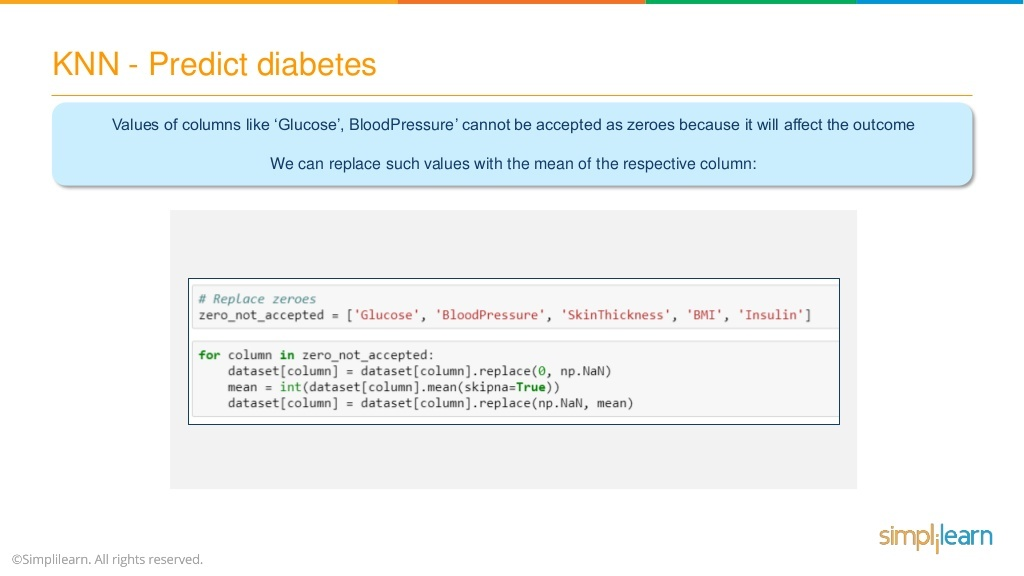 KNN - Predict diabetes
Values of columns like ‘Glucose’, BloodPressure’ cannot be accepted as zeroes because it will affect the outcome
We can replace such values with the mean of the respective column:
# Replace zeroes
zero_not_accepted = ['Glucose', 'BloodPressure', 'SkinThickness', 'BMI', 'Insulin']
for column in zero_not_accepted:
    dataset[column] = dataset[column].replace(0, np.NaN)
    mean = int(dataset[column].mean(skipna=True))
    dataset[column] = dataset[column].replace(np.NaN, mean)
simplilearn
©Simplilearn. All rights reserved.